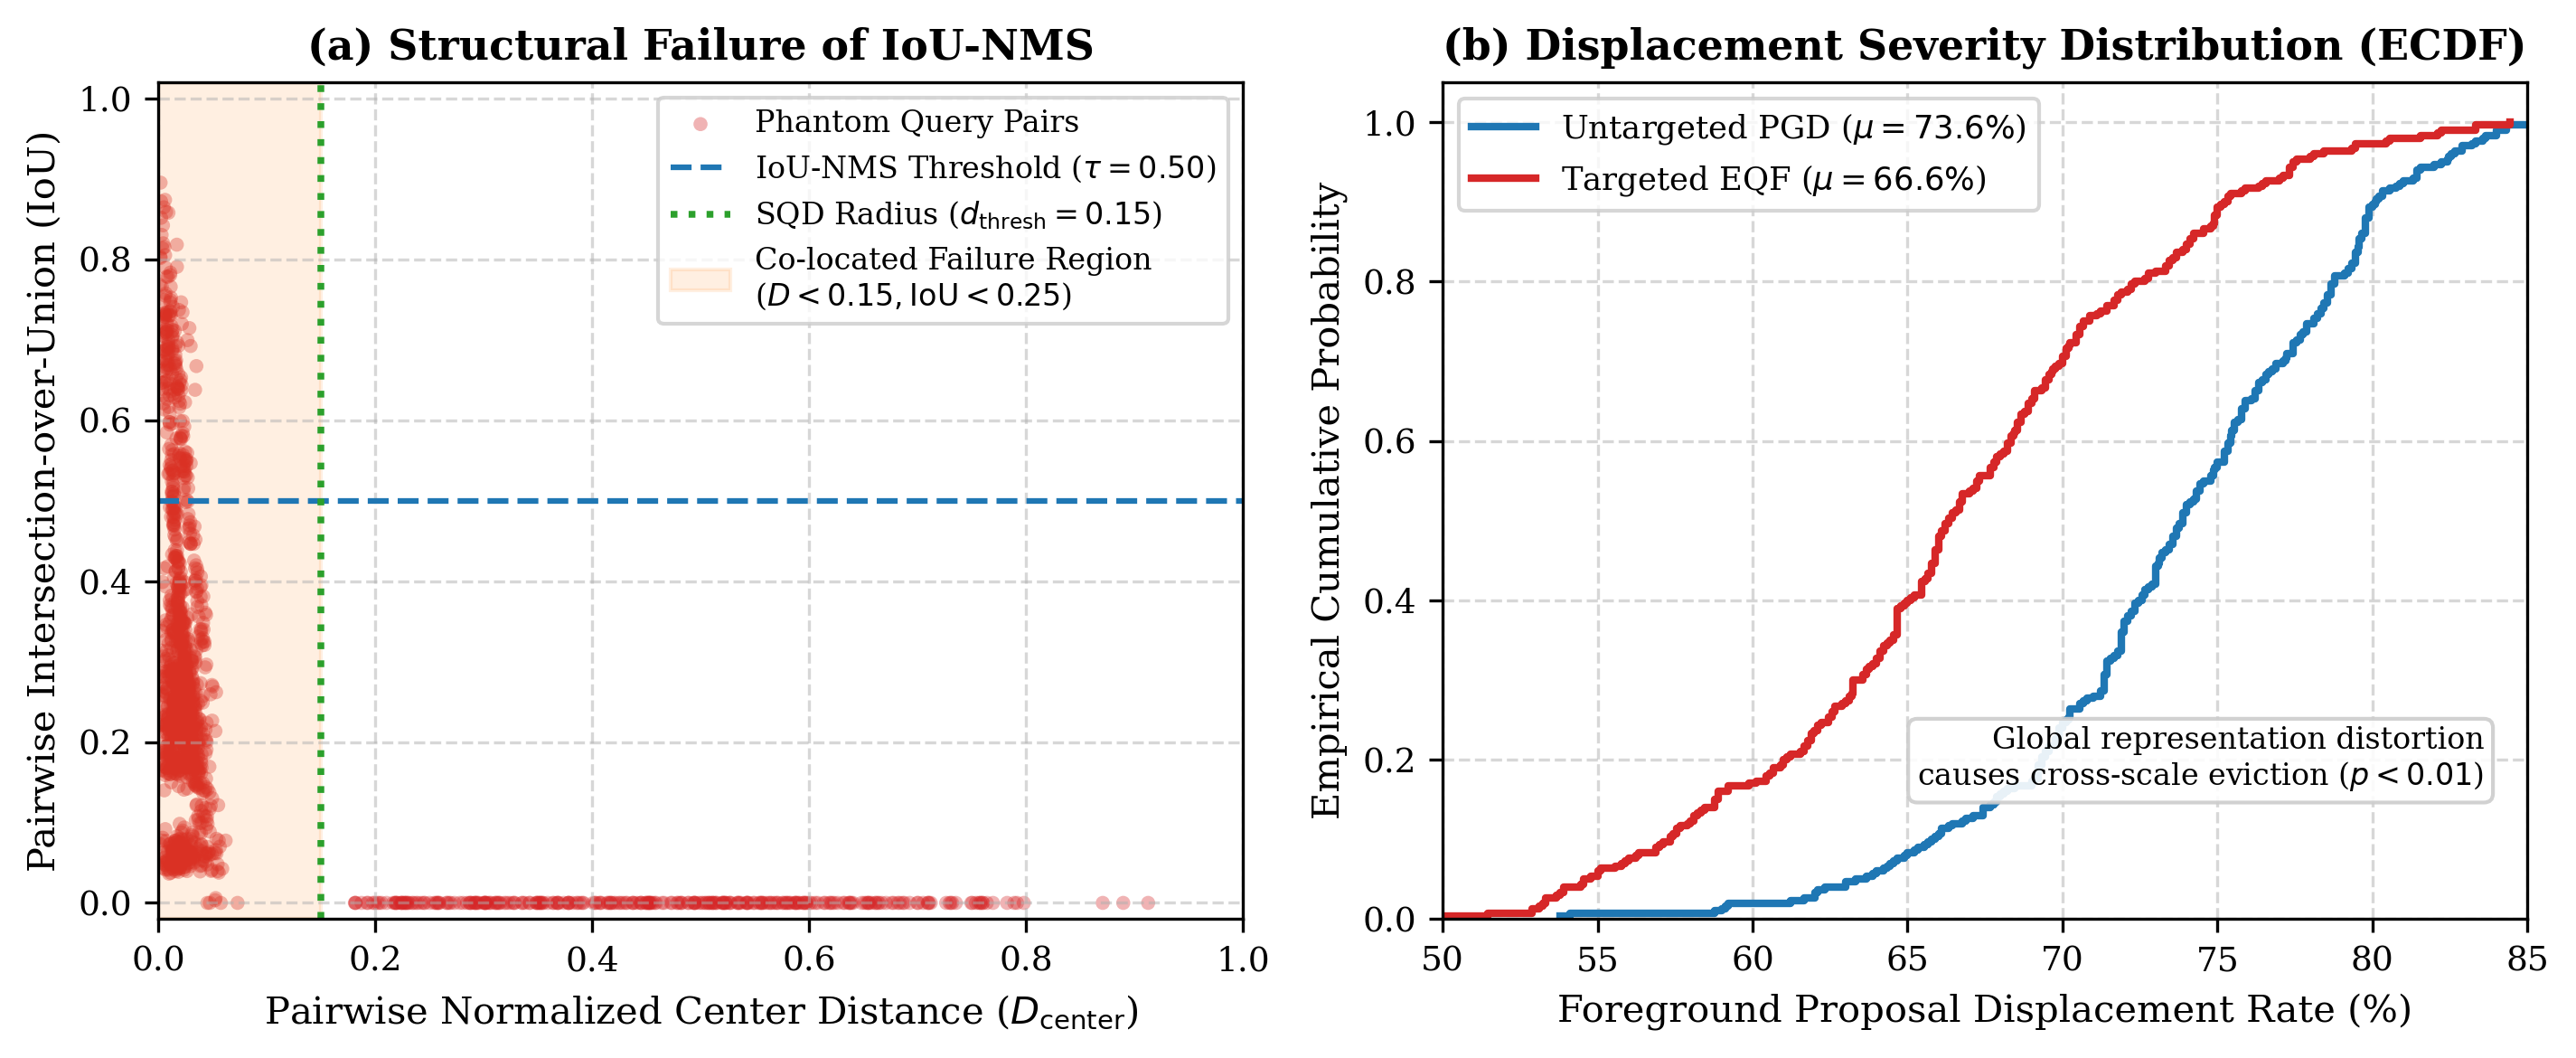 (a) Structural Failure of IoU-NMS
Pairwise Intersection-over-Union (IoU)
1.0
0.8
0.6
0.4
0.2
0.0
Phantom Query Pairs
IoU-NMS Threshold (τ = 0.50)
SQD Radius (d_thresh = 0.15)
Co-located Failure Region
(D < 0.15, IoU < 0.25)
0.0 0.2 0.4 0.6 0.8 1.0
Pairwise Normalized Center Distance (D_center)
(b) Displacement Severity Distribution (ECDF)
Empirical Cumulative Probability
1.0
0.8
0.6
0.4
0.2
0.0
Untargeted PGD (μ = 73.6%)
Targeted EQF (μ = 66.6%)
Global representation distortion
causes cross-scale eviction (p < 0.01)
50 55 60 65 70 75 80 85
Foreground Proposal Displacement Rate (%)